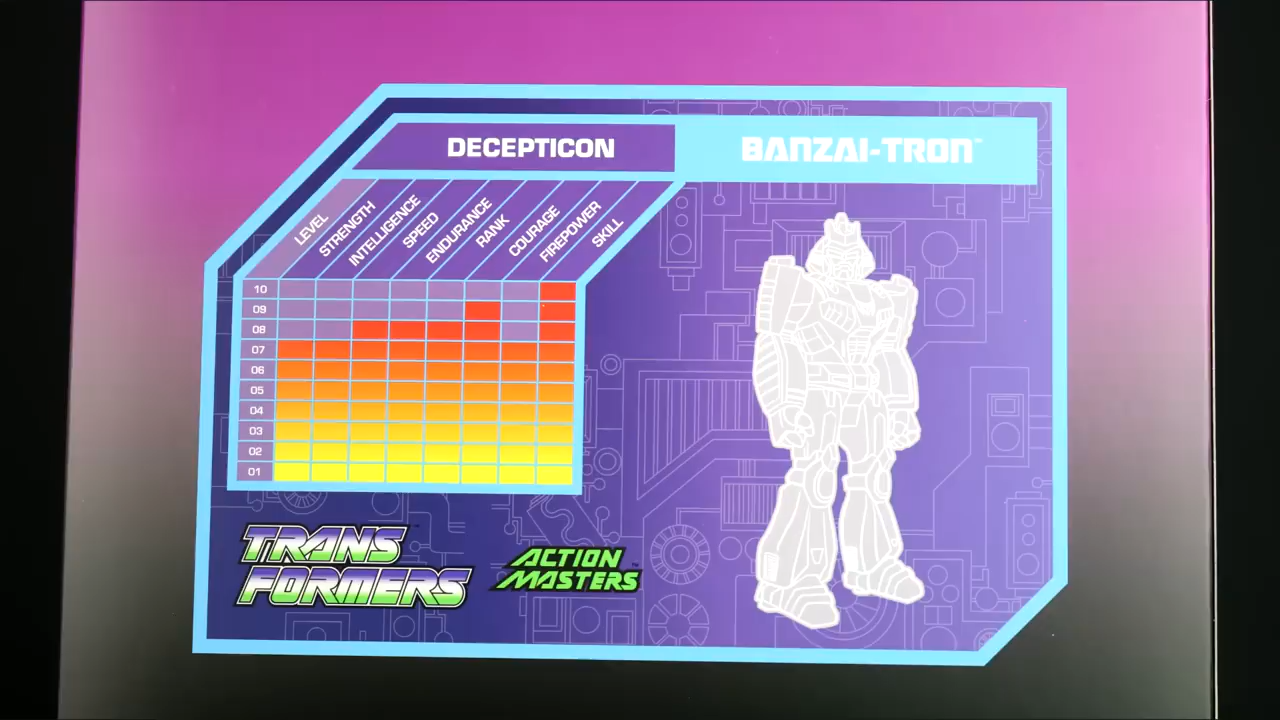 DECEPTICON
BANZAI-TRON™
LEVEL
STRENGTH
INTELLIGENCE
SPEED
ENDURANCE
RANK
COURAGE
FIREPOWER
SKILL
10
09
08
07
06
05
04
03
02
01
TRANS
FORMERS
ACTION
MASTERS™